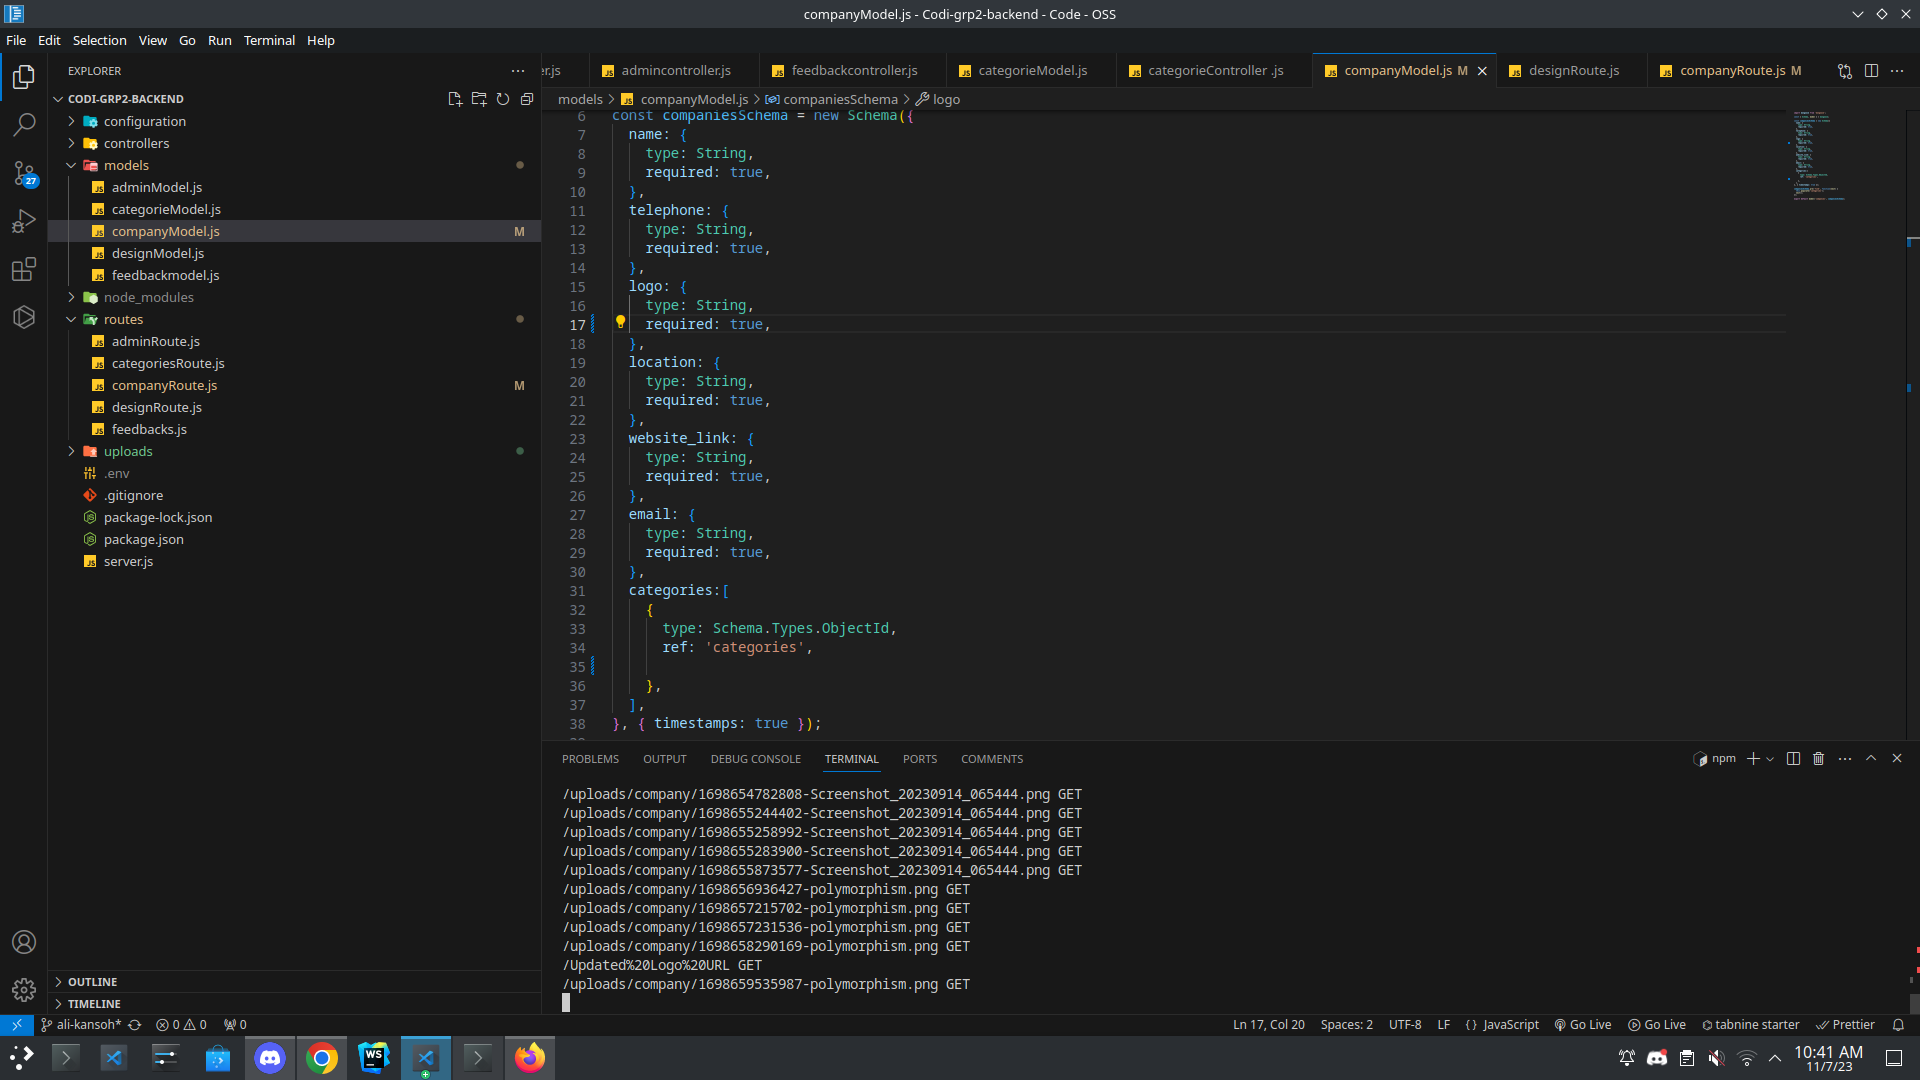 companyModel.js - Codi-grp2-backend - Code - OSS
File Edit Selection View Go Run Terminal Help
EXPLORER
er.js admincontroller.js feedbackcontroller.js categorieModel.js categorieController .js companyModel.js M designRoute.js companyRoute.js M
models > companyModel.js > companiesSchema > logo
CODI-GRP2-BACKEND
configuration
controllers
models
adminModel.js
categorieModel.js
companyModel.js M
designModel.js
feedbackmodel.js
node_modules
routes
adminRoute.js
categoriesRoute.js
companyRoute.js M
designRoute.js
feedbacks.js
uploads
.env
.gitignore
package-lock.json
package.json
server.js
27
OUTLINE
TIMELINE
6 const companiesSchema = new Schema({
7 name: {
8 type: String,
9 required: true,
10 },
11 telephone: {
12 type: String,
13 required: true,
14 },
15 logo: {
16 type: String,
17 required: true,
18 },
19 location: {
20 type: String,
21 required: true,
22 },
23 website_link: {
24 type: String,
25 required: true,
26 },
27 email: {
28 type: String,
29 required: true,
30 },
31 categories:[
32 {
33 type: Schema.Types.ObjectId,
34 ref: 'categories',
35
36 },
37 ],
38 }, { timestamps: true });
PROBLEMS OUTPUT DEBUG CONSOLE TERMINAL PORTS COMMENTS
npm
/uploads/company/1698654782808-Screenshot_20230914_065444.png GET
/uploads/company/1698655244402-Screenshot_20230914_065444.png GET
/uploads/company/1698655258992-Screenshot_20230914_065444.png GET
/uploads/company/1698655283900-Screenshot_20230914_065444.png GET
/uploads/company/1698655873577-Screenshot_20230914_065444.png GET
/uploads/company/1698656936427-polymorphism.png GET
/uploads/company/1698657215702-polymorphism.png GET
/uploads/company/1698657231536-polymorphism.png GET
/uploads/company/1698658290169-polymorphism.png GET
/Updated%20Logo%20URL GET
/uploads/company/1698659535987-polymorphism.png GET
ali-kansoh* 0 0 0 Ln 17, Col 20 Spaces: 2 UTF-8 LF {} JavaScript Go Live Go Live tabnine starter Prettier
WS
10:41 AM
11/7/23